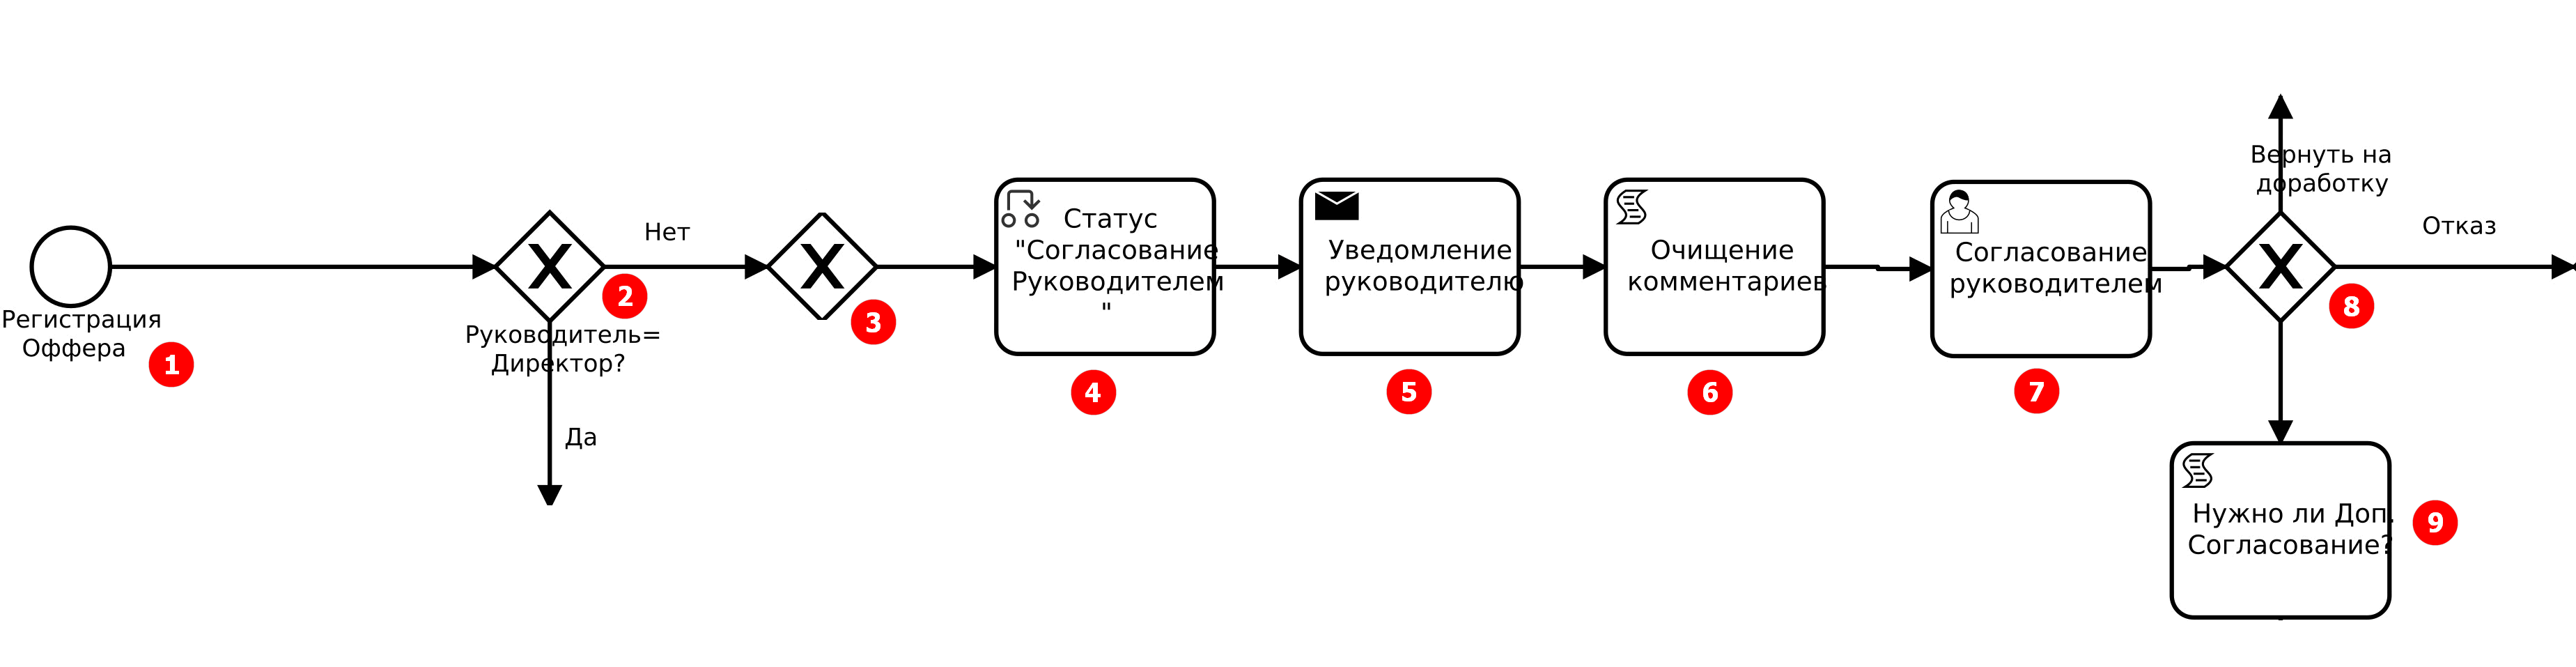 Регистрация
Оффера
1
2
Руководитель=
Директор?
Нет
Да
3
Статус
"Согласование
Руководителем
"
4
Уведомление
руководителю
5
Очищение
комментариев
6
Согласование
руководителем
7
Вернуть на
доработку
Отказ
8
Нужно ли Доп.
Согласование?
9